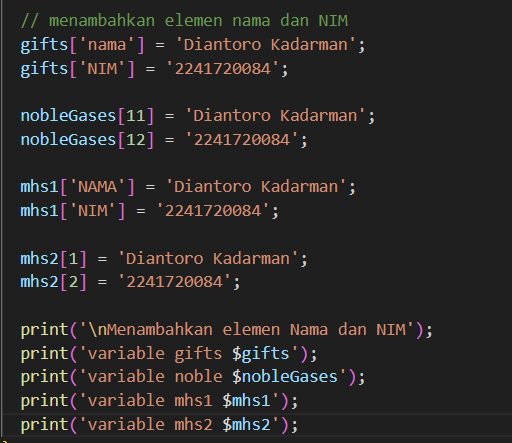 // menambahkan elemen nama dan NIM
gifts['nama'] = 'Diantoro Kadarman';
gifts['NIM'] = '2241720084';
nobleGases[11] = 'Diantoro Kadarman';
nobleGases[12] = '2241720084';
mhs1['NAMA'] = 'Diantoro Kadarman';
mhs1['NIM'] = '2241720084';
mhs2[1] = 'Diantoro Kadarman';
mhs2[2] = '2241720084';
print('\nMenambahkan elemen Nama dan NIM');
print('variable gifts $gifts');
print('variable noble $nobleGases');
print('variable mhs1 $mhs1');
print('variable mhs2 $mhs2');